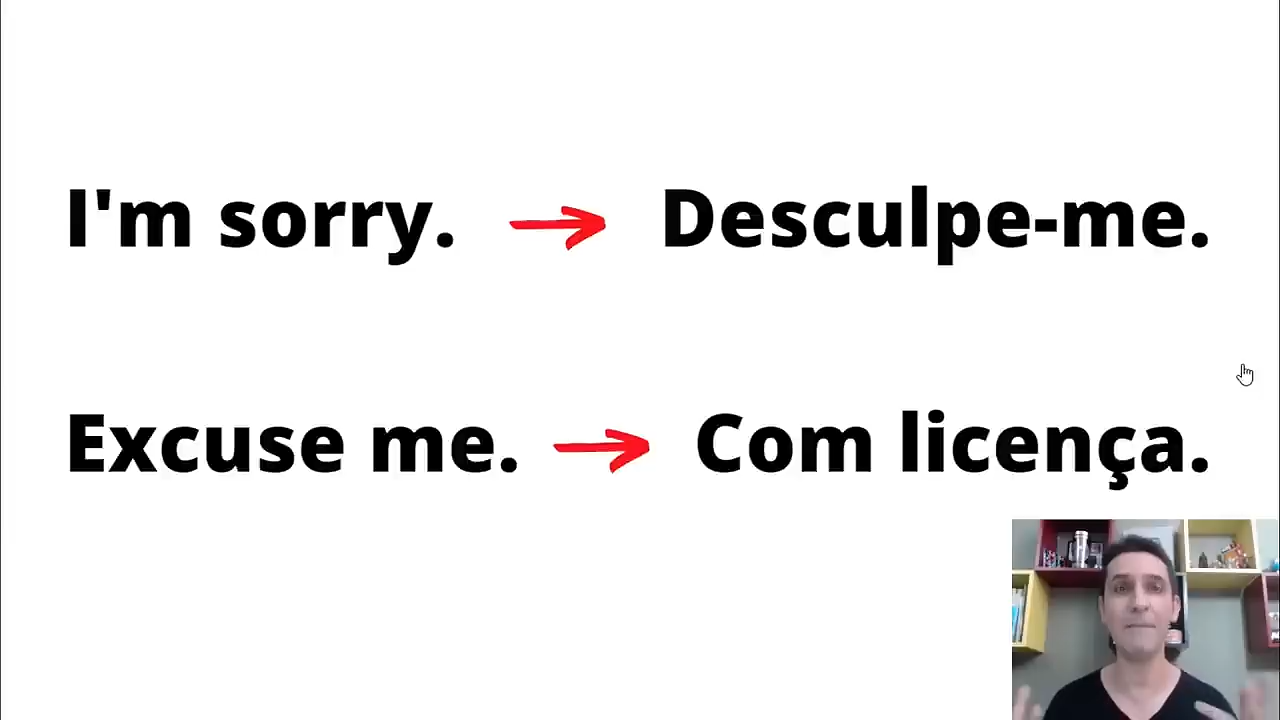 I'm sorry. → Desculpe-me.
Excuse me. → Com licença.